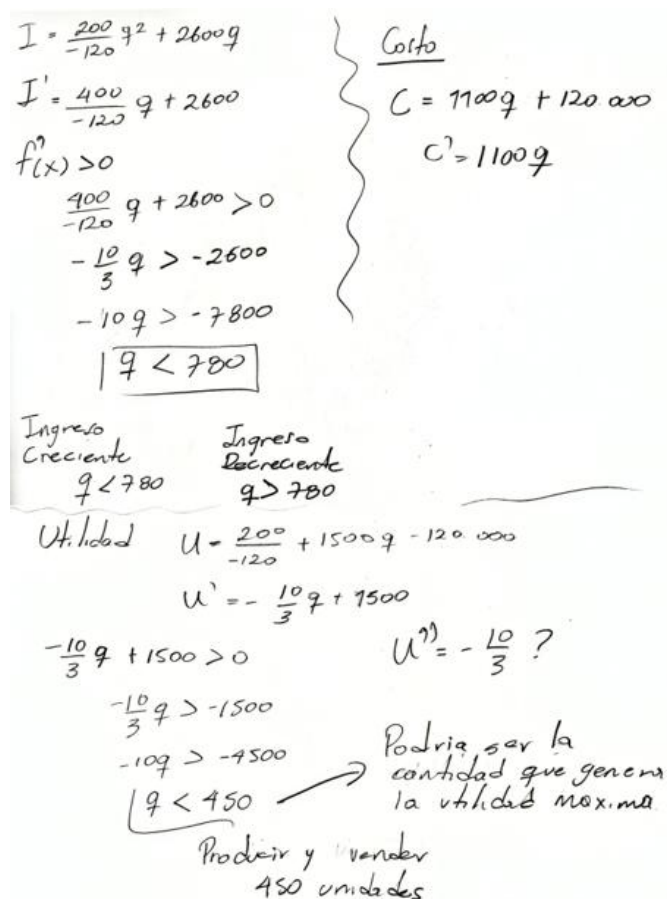 I = 200/-120 q² + 2600q
I' = 400/-120 q + 2600
f'(x) > 0
400/-120 q + 2600 > 0
-10/3 q > -2600
-10q > -7800
q < 780
Costo
C = 1100q + 120.000
C' = 1100q
Ingreso Creciente
q < 780
Ingreso Decreciente
q > 780
Utilidad U = 200/-120 + 1500q - 120.000
U' = -10/3 q + 1500
-10/3 q + 1500 > 0
-10/3 q > -1500
-10q > -4500
q < 450
U'' = -10/3 ?
Podria ser la
cantidad que genera
la utilidad maxima
Producir y vender
450 unidades